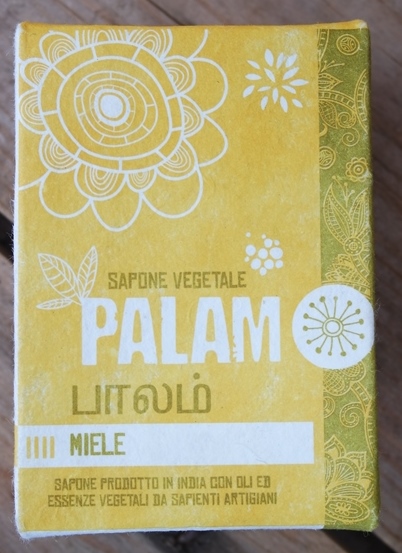 SAPONE VEGETALE
PALAM
பாலம்
MIELE
SAPONE PRODOTTO IN INDIA CON OLI ED
ESSENZE VEGETALI DA SAPIENTI ARTIGIANI